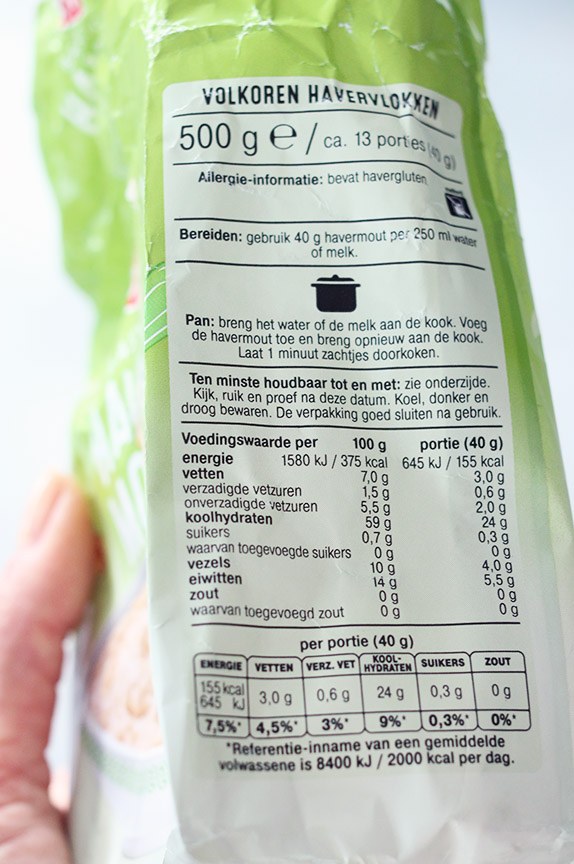 VOLKOREN HAVERVLOKKEN
500 g ℮ / ca. 13 porties (40 g)
Allergie-informatie: bevat havergluten
Bereiden: gebruik 40 g havermout per 250 ml water
of melk.
Pan: breng het water of de melk aan de kook. Voeg
de havermout toe en breng opnieuw aan de kook.
Laat 1 minuut zachtjes doorkoken.
Ten minste houdbaar tot en met: zie onderzijde.
Kijk, ruik en proef na deze datum. Koel, donker en
droog bewaren. De verpakking goed sluiten na gebruik.
Voedingswaarde per 100 g portie (40 g)
energie 1580 kJ / 375 kcal 645 kJ / 155 kcal
vetten 7,0 g 3,0 g
verzadigde vetzuren 1,5 g 0,6 g
onverzadigde vetzuren 5,5 g 2,0 g
koolhydraten 59 g 24 g
suikers 0,7 g 0,3 g
waarvan toegevoegde suikers 0 g 0 g
vezels 10 g 4,0 g
eiwitten 14 g 5,5 g
zout 0 g 0 g
waarvan toegevoegd zout 0 g 0 g
per portie (40 g)
ENERGIE VETTEN VERZ. VET KOOL-HYDRATEN SUIKERS ZOUT
155 kcal
645 kJ 3,0 g 0,6 g 24 g 0,3 g 0 g
7,5%* 4,5%* 3%* 9%* 0,3%* 0%*
*Referentie-inname van een gemiddelde
volwassene is 8400 kJ / 2000 kcal per dag.